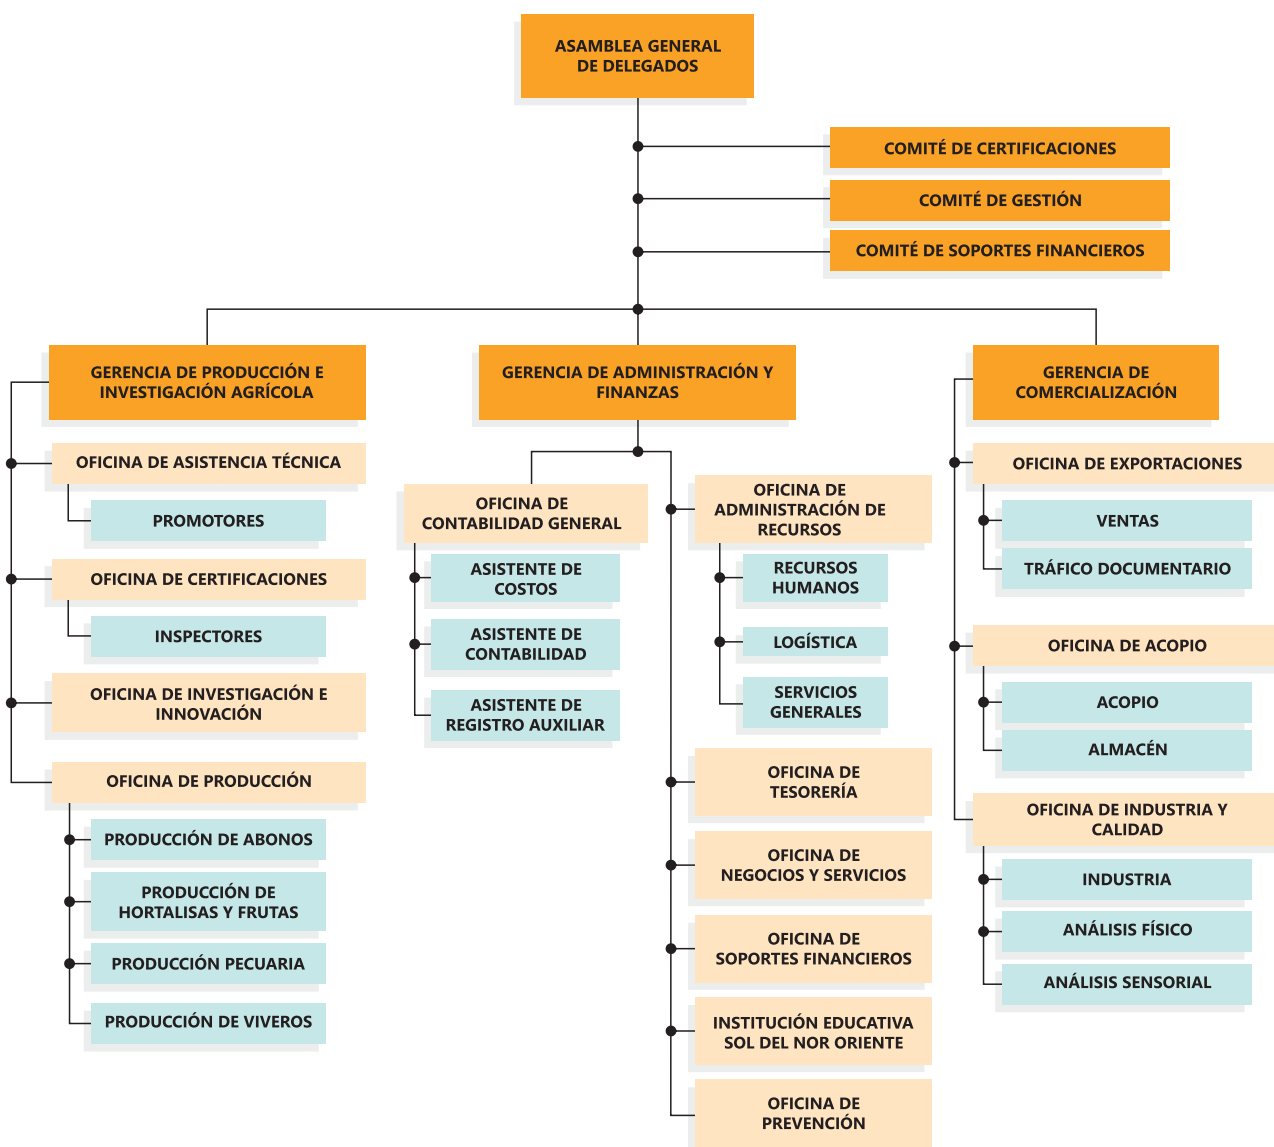 ASAMBLEA GENERAL
DE DELEGADOS
COMITÉ DE CERTIFICACIONES
COMITÉ DE GESTIÓN
COMITÉ DE SOPORTES FINANCIEROS
GERENCIA DE PRODUCCIÓN E
INVESTIGACIÓN AGRÍCOLA
OFICINA DE ASISTENCIA TÉCNICA
PROMOTORES
OFICINA DE CERTIFICACIONES
INSPECTORES
OFICINA DE INVESTIGACIÓN E
INNOVACIÓN
OFICINA DE PRODUCCIÓN
PRODUCCIÓN DE ABONOS
PRODUCCIÓN DE
HORTALISAS Y FRUTAS
PRODUCCIÓN PECUARIA
PRODUCCIÓN DE VIVEROS
GERENCIA DE ADMINISTRACIÓN Y
FINANZAS
OFICINA DE
CONTABILIDAD GENERAL
ASISTENTE DE
COSTOS
ASISTENTE DE
CONTABILIDAD
ASISTENTE DE
REGISTRO AUXILIAR
OFICINA DE
ADMINISTRACIÓN DE
RECURSOS
RECURSOS
HUMANOS
LOGÍSTICA
SERVICIOS
GENERALES
OFICINA DE
TESORERÍA
OFICINA DE
NEGOCIOS Y SERVICIOS
OFICINA DE
SOPORTES FINANCIEROS
INSTITUCIÓN EDUCATIVA
SOL DEL NOR ORIENTE
OFICINA DE
PREVENCIÓN
GERENCIA DE
COMERCIALIZACIÓN
OFICINA DE EXPORTACIONES
VENTAS
TRÁFICO DOCUMENTARIO
OFICINA DE ACOPIO
ACOPIO
ALMACÉN
OFICINA DE INDUSTRIA Y
CALIDAD
INDUSTRIA
ANÁLISIS FÍSICO
ANÁLISIS SENSORIAL